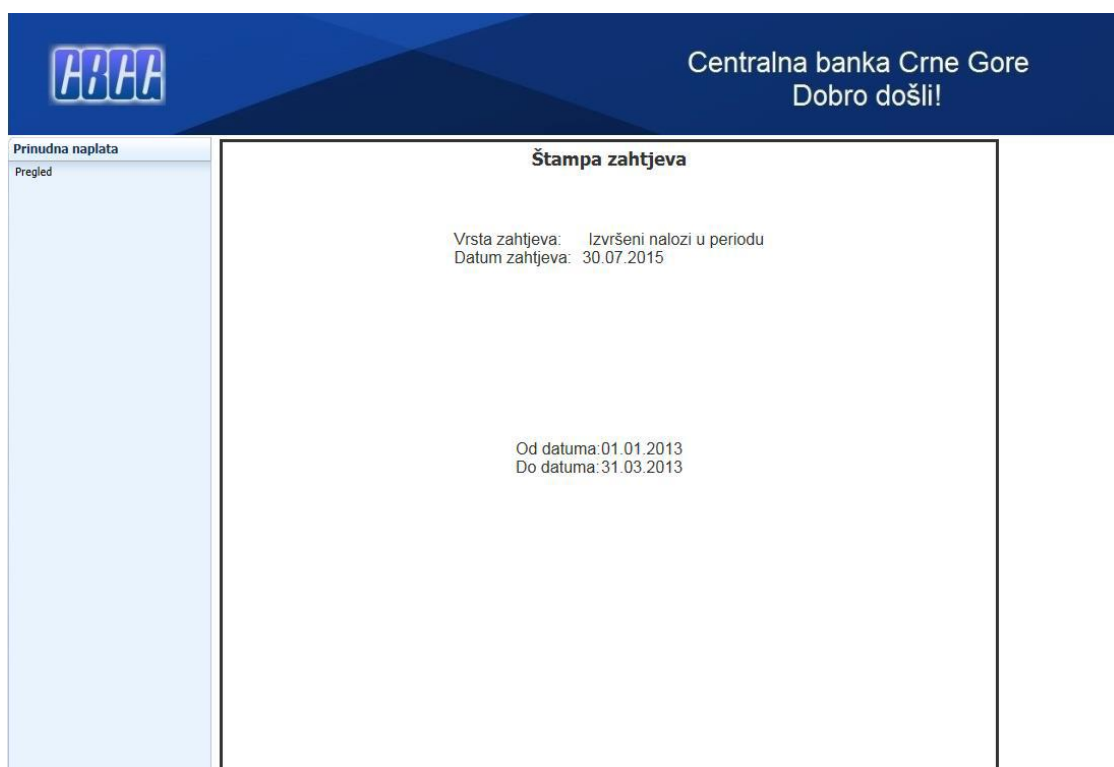 CBCG
Centralna banka Crne Gore
Dobro došli!
Prinudna naplata
Pregled
Štampa zahtjeva
Vrsta zahtjeva: Izvršeni nalozi u periodu
Datum zahtjeva: 30.07.2015
Od datuma:01.01.2013
Do datuma:31.03.2013